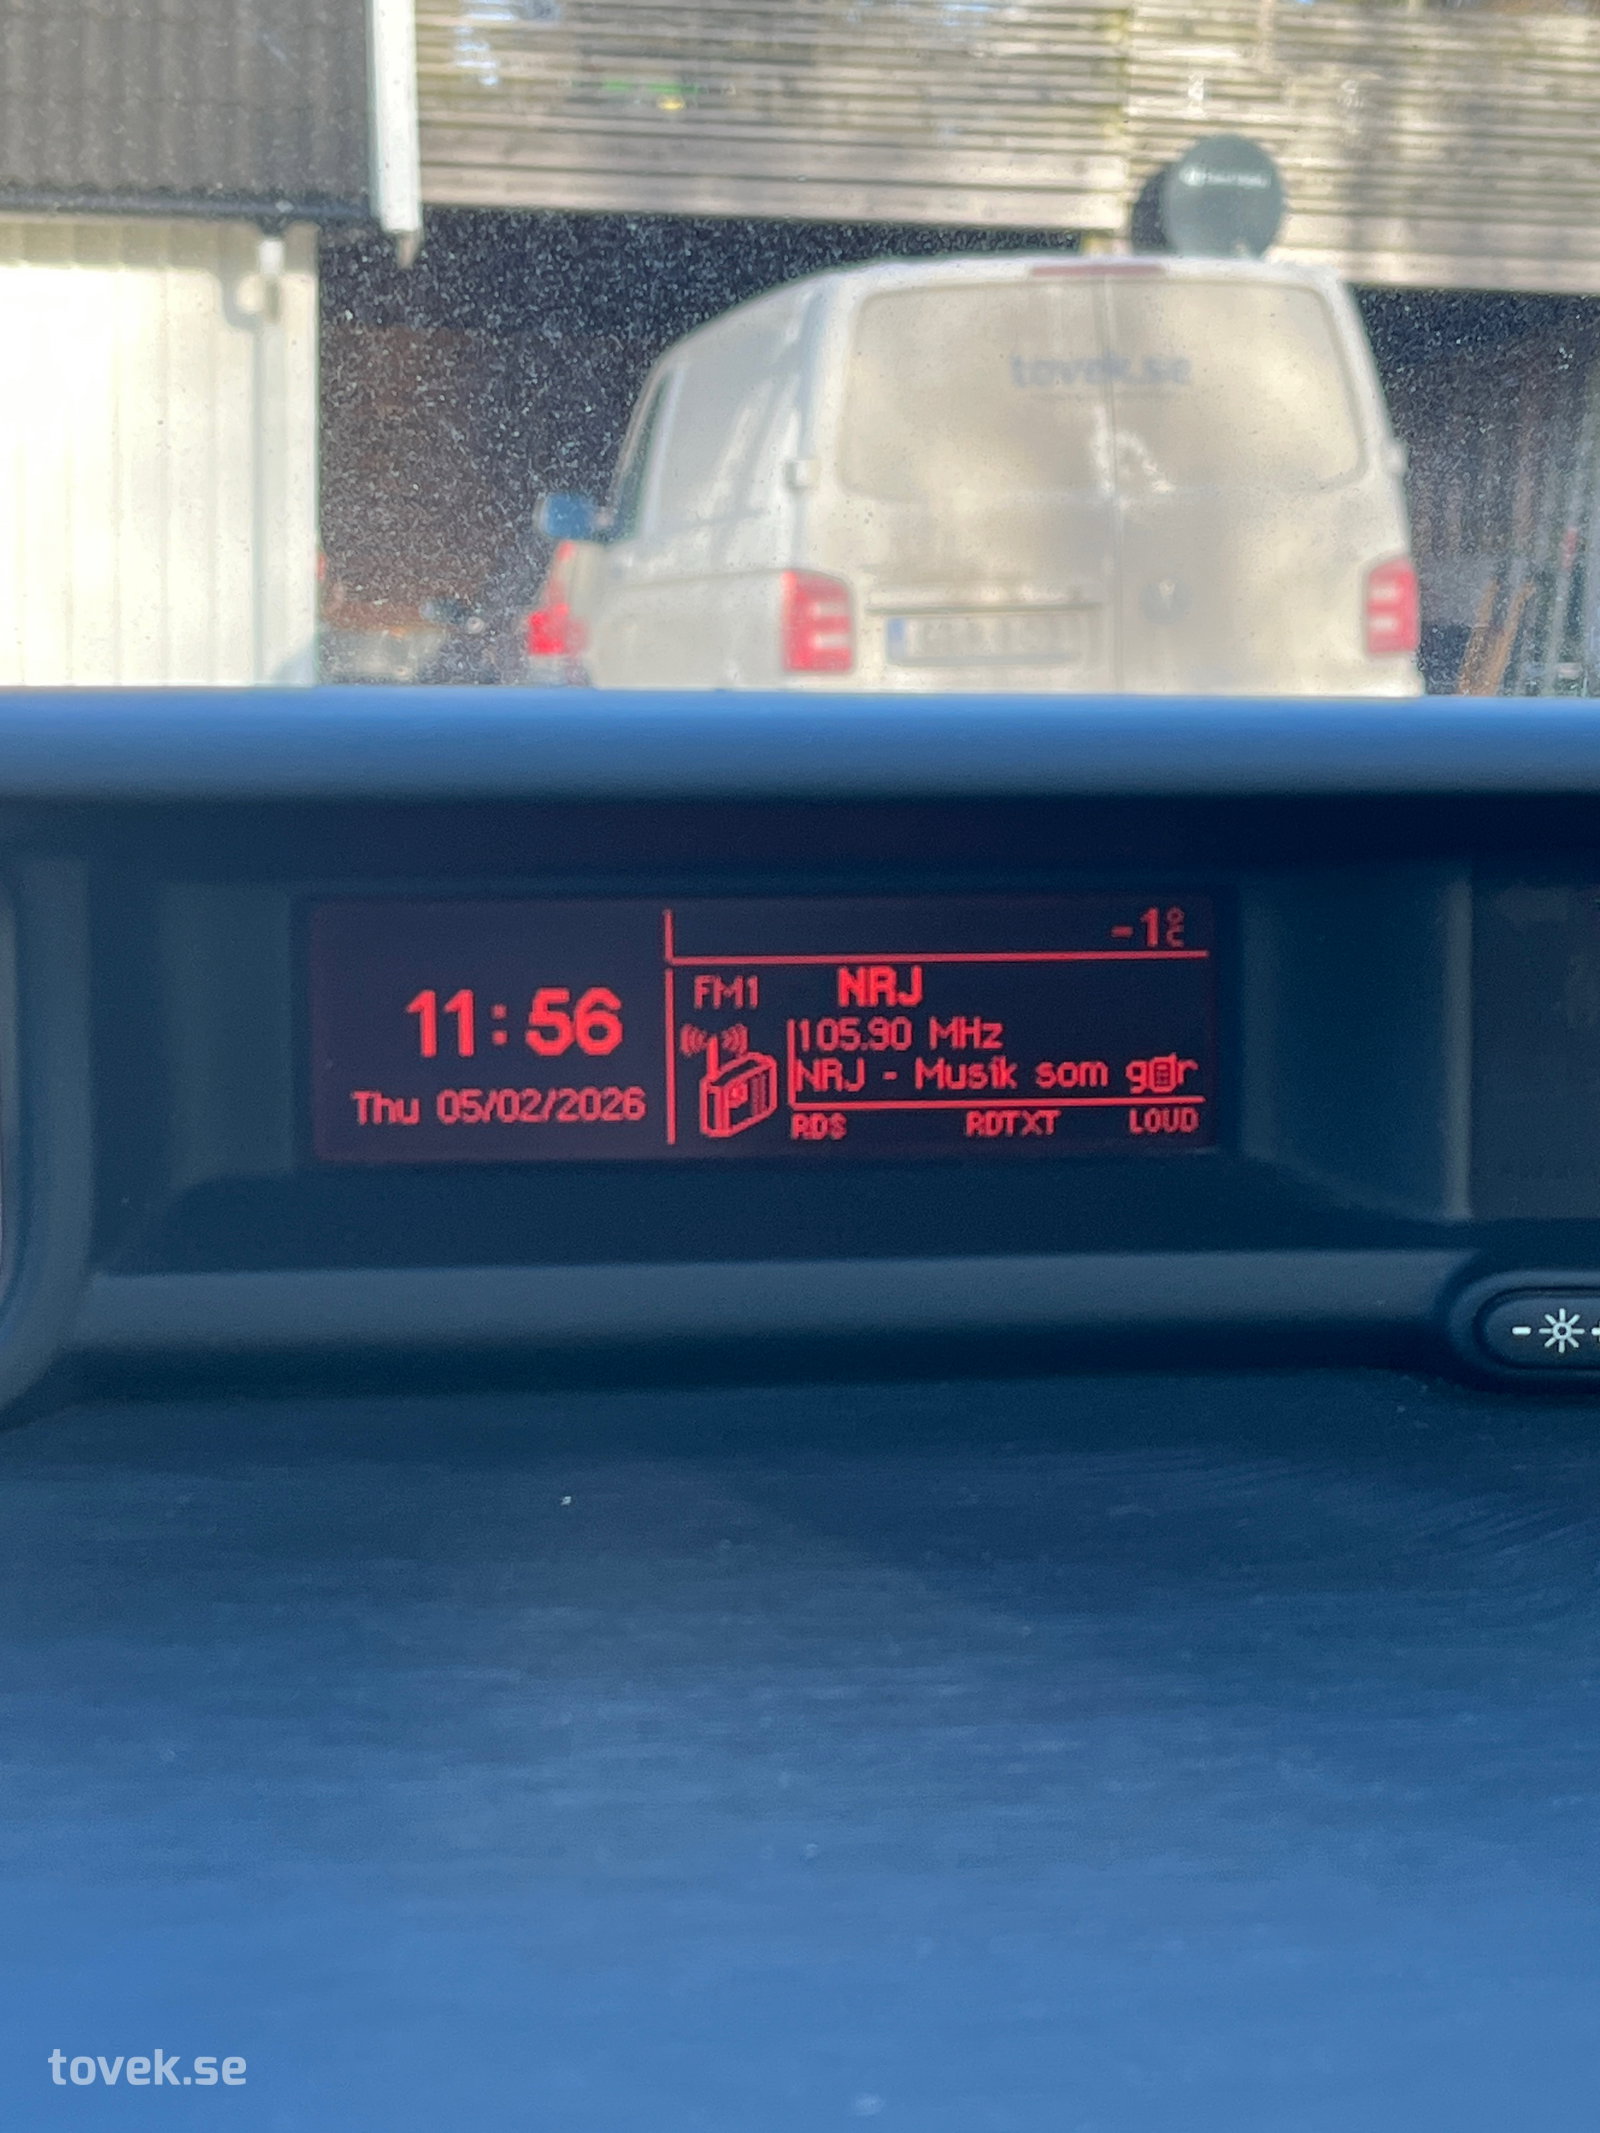 tovek.se
-1°C
FM1 NRJ
11:56
105.90 MHz
NRJ - Musik som g
Thu 05/02/2026
RDS RDTXT LOUD
tovek.se